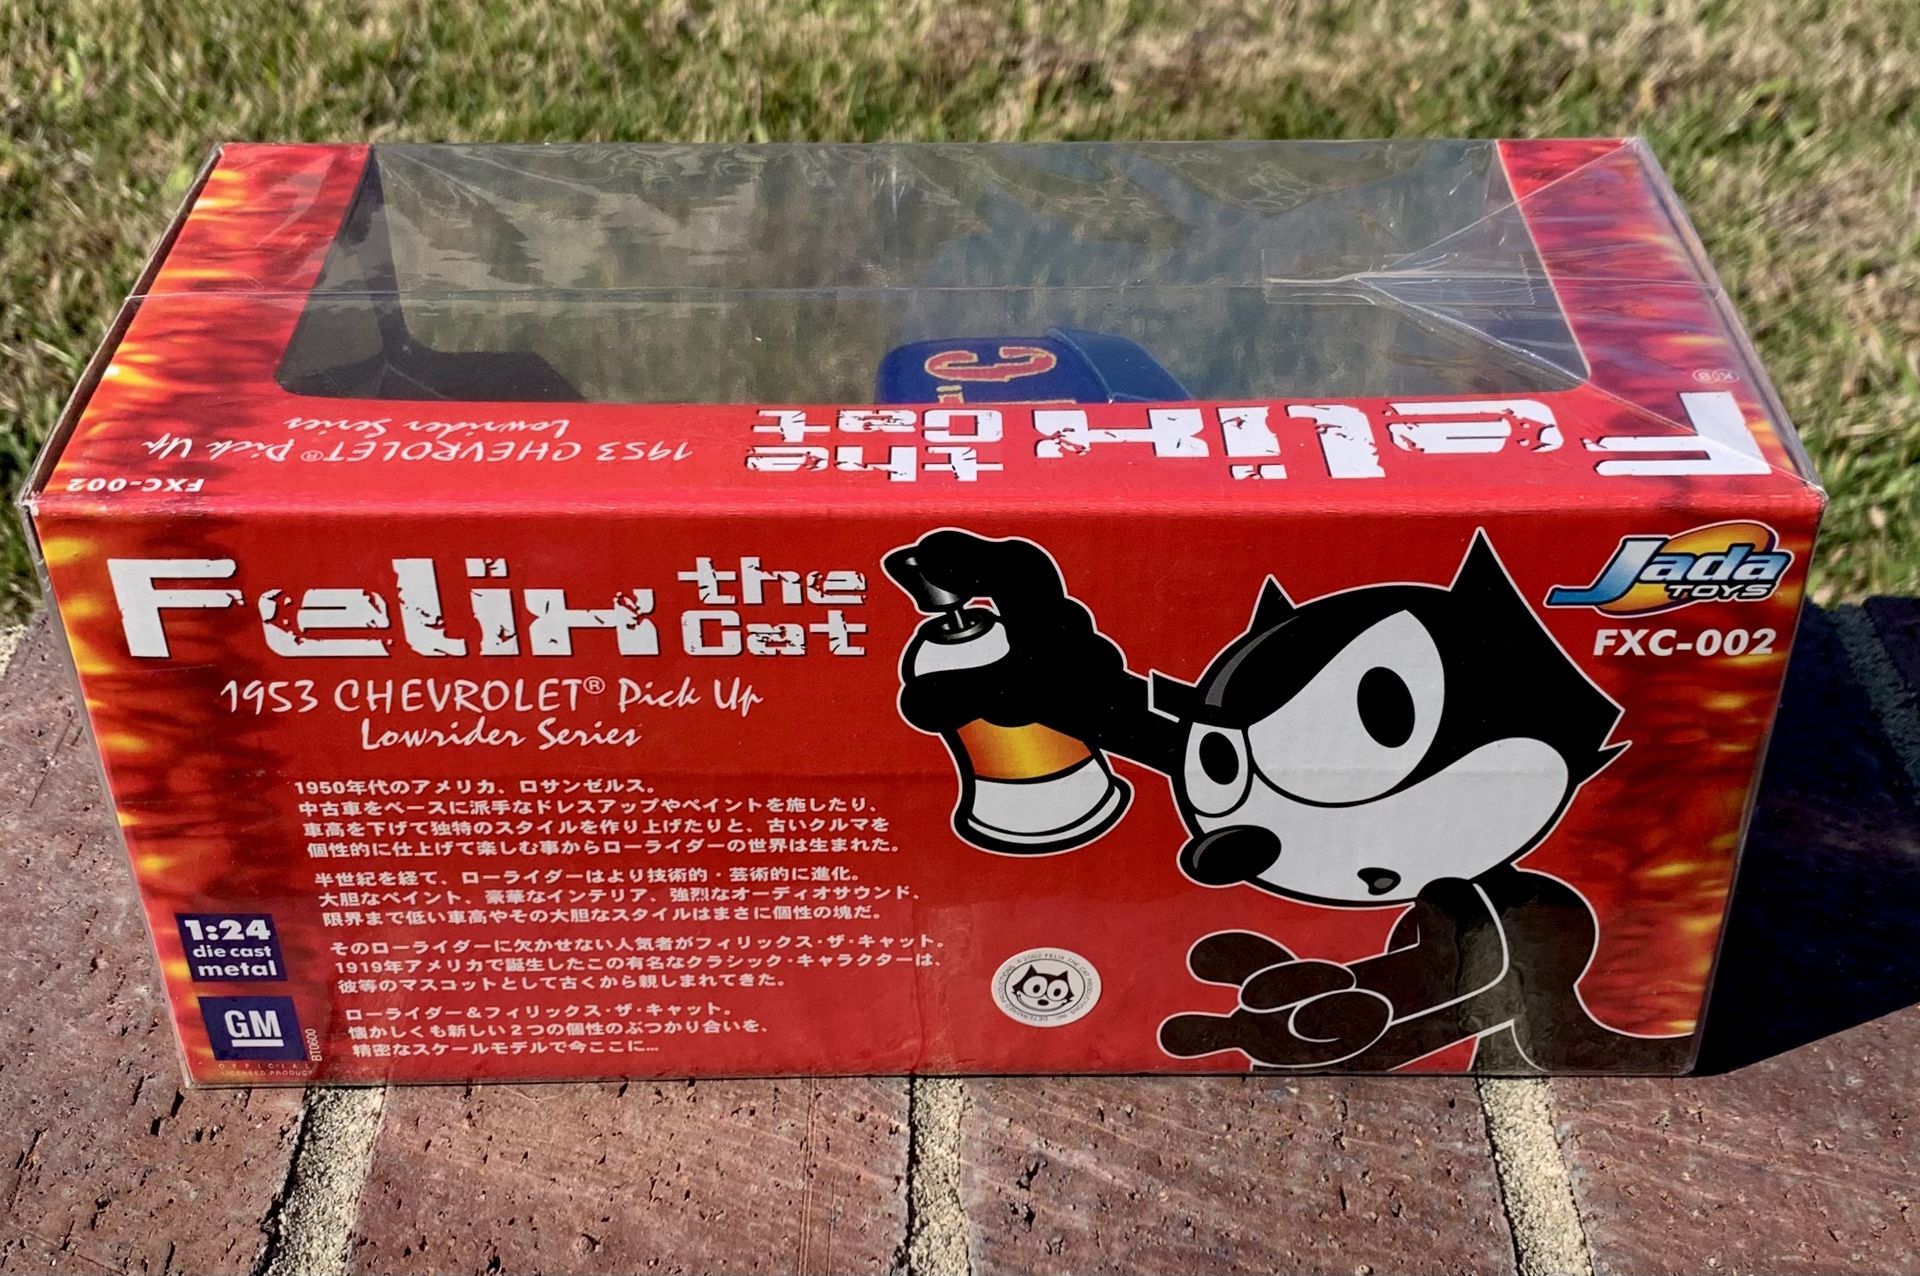 FXC-002
1953 CHEVROLET® Pick Up
Lowrider Series
Felix
the
Cat
K B
C
Felix
the
Cat
1953 CHEVROLET® Pick Up
Lowrider Series
Jada
TOYS
FXC-002
1950年代のアメリカ、ロサンゼルス。
中古車をベースに派手なドレスアップやペイントを施したり、
車高を下げて独特のスタイルを作り上げたりと、古いクルマを
個性的に仕上げて楽しむ事からローライダーの世界は生まれた。
半世紀を経て、ローライダーはより技術的・芸術的に進化。
大胆なペイント、豪華なインテリア、強烈なオーディオサウンド、
限界まで低い車高やその大胆なスタイルはまさに個性の塊だ。
そのローライダーに欠かせない人気者がフィリックス・ザ・キャット。
1919年アメリカで誕生したこの有名なクラシック・キャラクターは、
彼等のマスコットとして古くから親しまれてきた。
ローライダー&フィリックス・ザ・キャット。
懐かしくも新しい2つの個性のぶつかり合いを、
精密なスケールモデルで今ここに…
1:24
die cast
metal
GM
OFFICIAL
LICENSED PRODUCT
BT0600
© 2002 FELIX THE CAT PRODUCTIONS, INC.